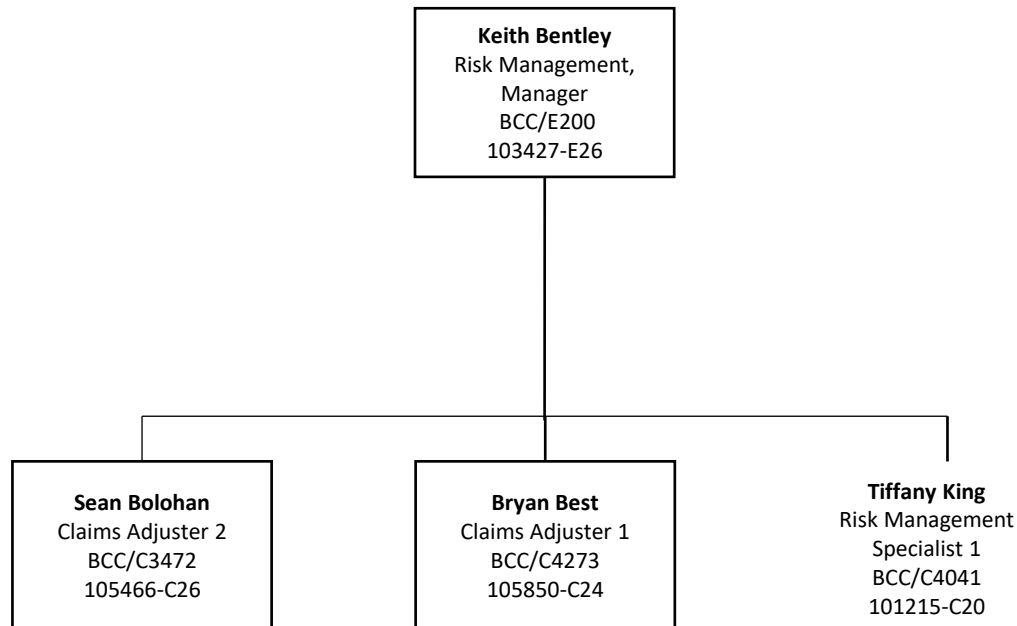 Keith Bentley
Risk Management,
Manager
BCC/E200
103427-E26
Sean Bolohan
Claims Adjuster 2
BCC/C3472
105466-C26
Bryan Best
Claims Adjuster 1
BCC/C4273
105850-C24
Tiffany King
Risk Management
Specialist 1
BCC/C4041
101215-C20